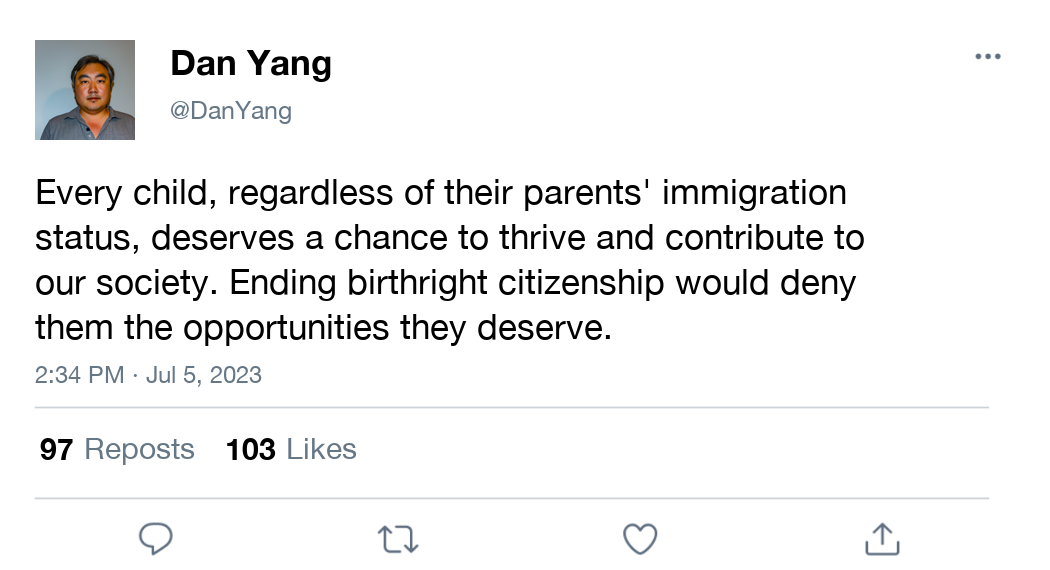 Dan Yang
@DanYang
Every child, regardless of their parents' immigration
status, deserves a chance to thrive and contribute to
our society. Ending birthright citizenship would deny
them the opportunities they deserve.
2:34 PM · Jul 5, 2023
97 Reposts 103 Likes